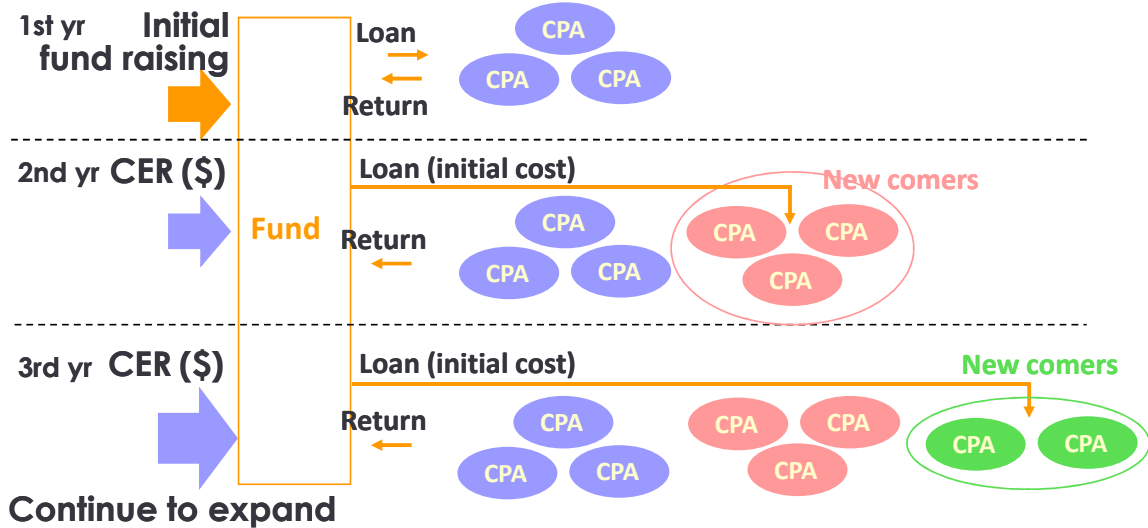 1st yr Initial
fund raising
Loan
Return
CPA
CPA CPA
2nd yr CER ($)
Fund
Loan (initial cost)
Return
New comers
CPA
CPA CPA
CPA CPA
CPA
3rd yr CER ($)
Loan (initial cost)
Return
New comers
CPA
CPA CPA
CPA CPA
CPA
CPA CPA
Continue to expand